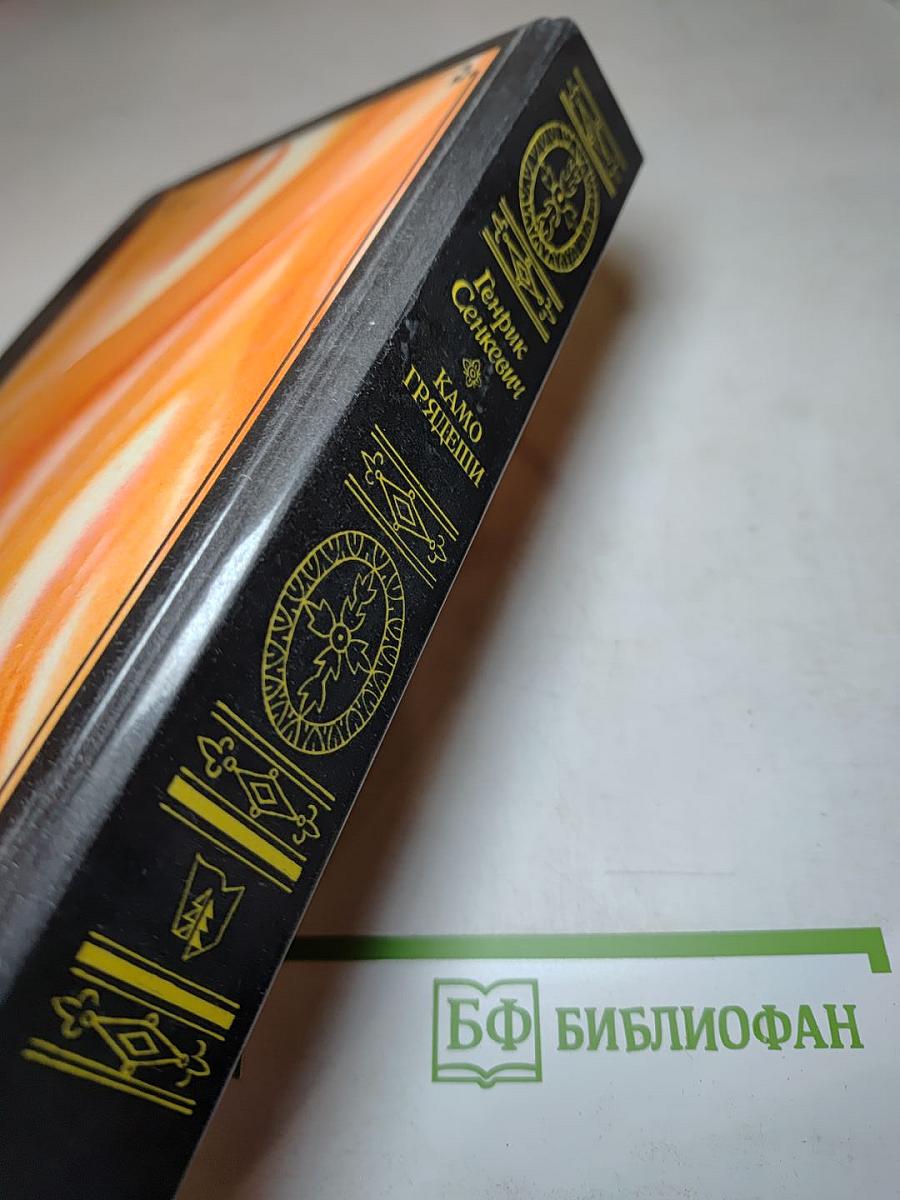 Генрик
Сенкевич
КАМО
ГРЯДЕШИ
БФ БИБЛИОФАН